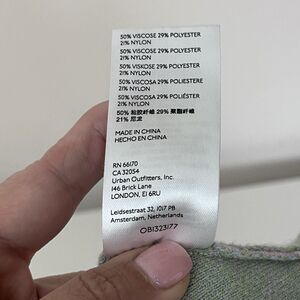 50% VISCOSE 29% POLYESTER
21% NYLON
50% VISCOSE 29% POLYESTER
21% NYLON
50% VISKOSE 29% POLYESTER
21% NYLON
50% VISCOSA 29% POLIESTERE
21% NYLON
50% VISCOSA 29% POLIÉSTER
21% NYLON
50% 粘胶纤维 29% 聚酯纤维
21% 尼龙
MADE IN CHINA
HECHO EN CHINA
RN 66170
CA 32054
Urban Outfitters, Inc.
146 Brick Lane
LONDON, E1 6RU
Leidsestraat 32, 1017 PB
Amsterdam, Netherlands
OB1323177